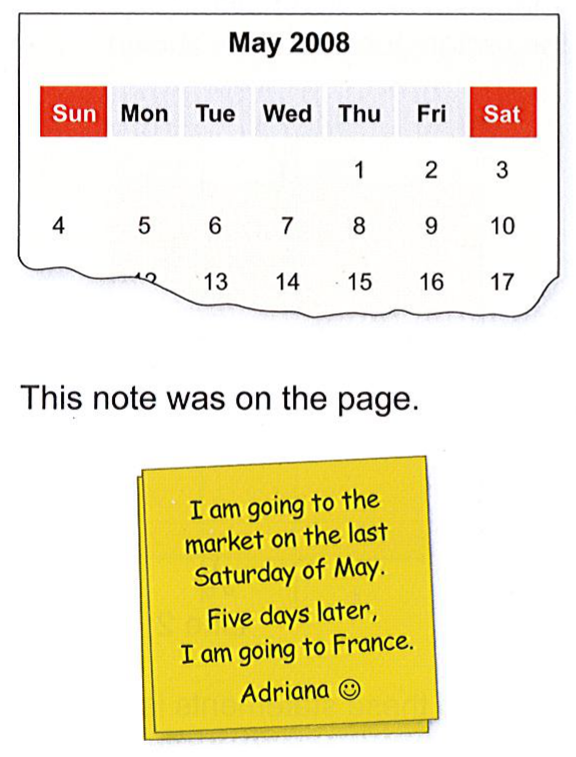 May 2008
Sun Mon Tue Wed Thu Fri Sat
1 2 3
4 5 6 7 8 9 10
13 14 15 16 17
This note was on the page.
I am going to the
market on the last
Saturday of May.
Five days later,
I am going to France.
Adriana ☺